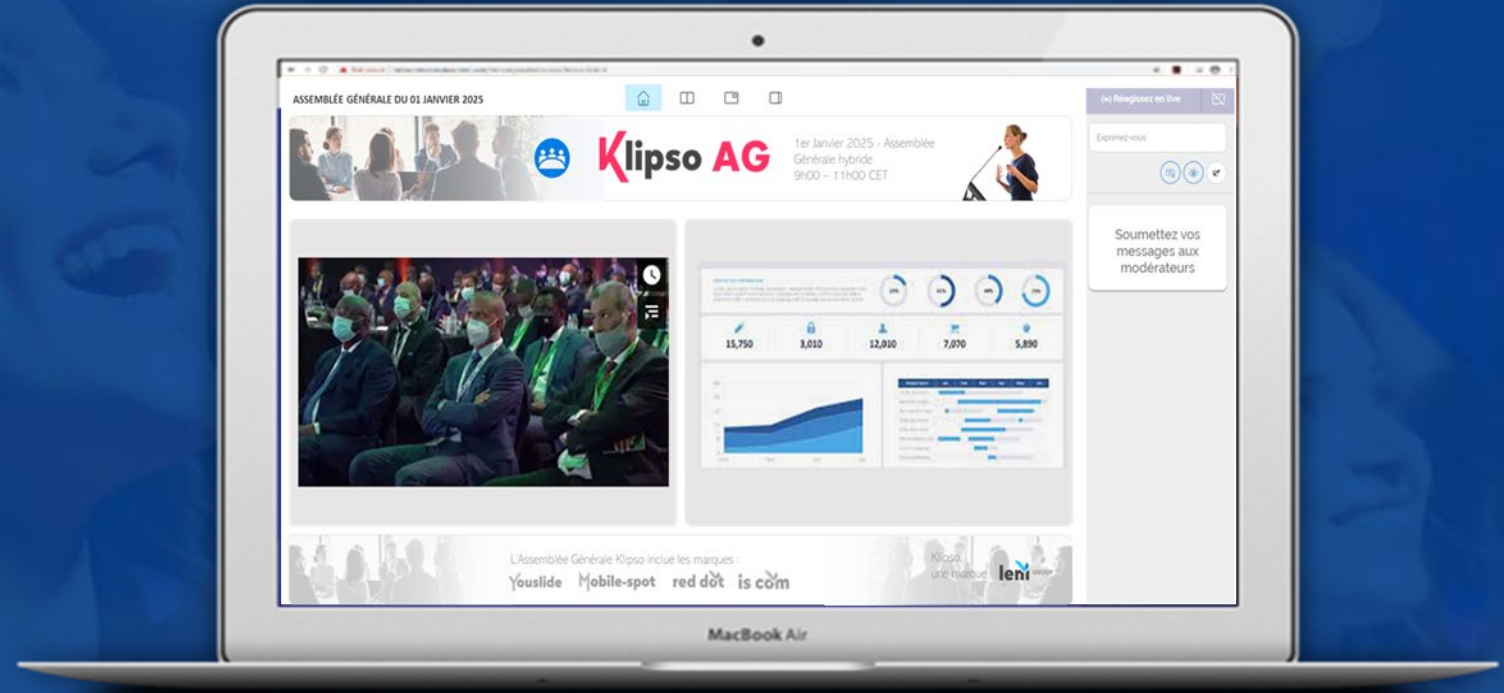 ASSEMBLÉE GÉNÉRALE DU 01 JANVIER 2025
Klipso AG
1er Janvier 2025 - Assemblée
Générale hybride
9h00 – 11h00 CET
(•) Réagissez en live
Exprimez-vous
Soumettez vos
messages aux
modérateurs
15,750 3,010 12,010 7,070 5,890
L'Assemblée Générale Klipso inclue les marques :
Youslide Mobile-spot red dot is com
Klipso,
une marque leni GROUP
MacBook Air